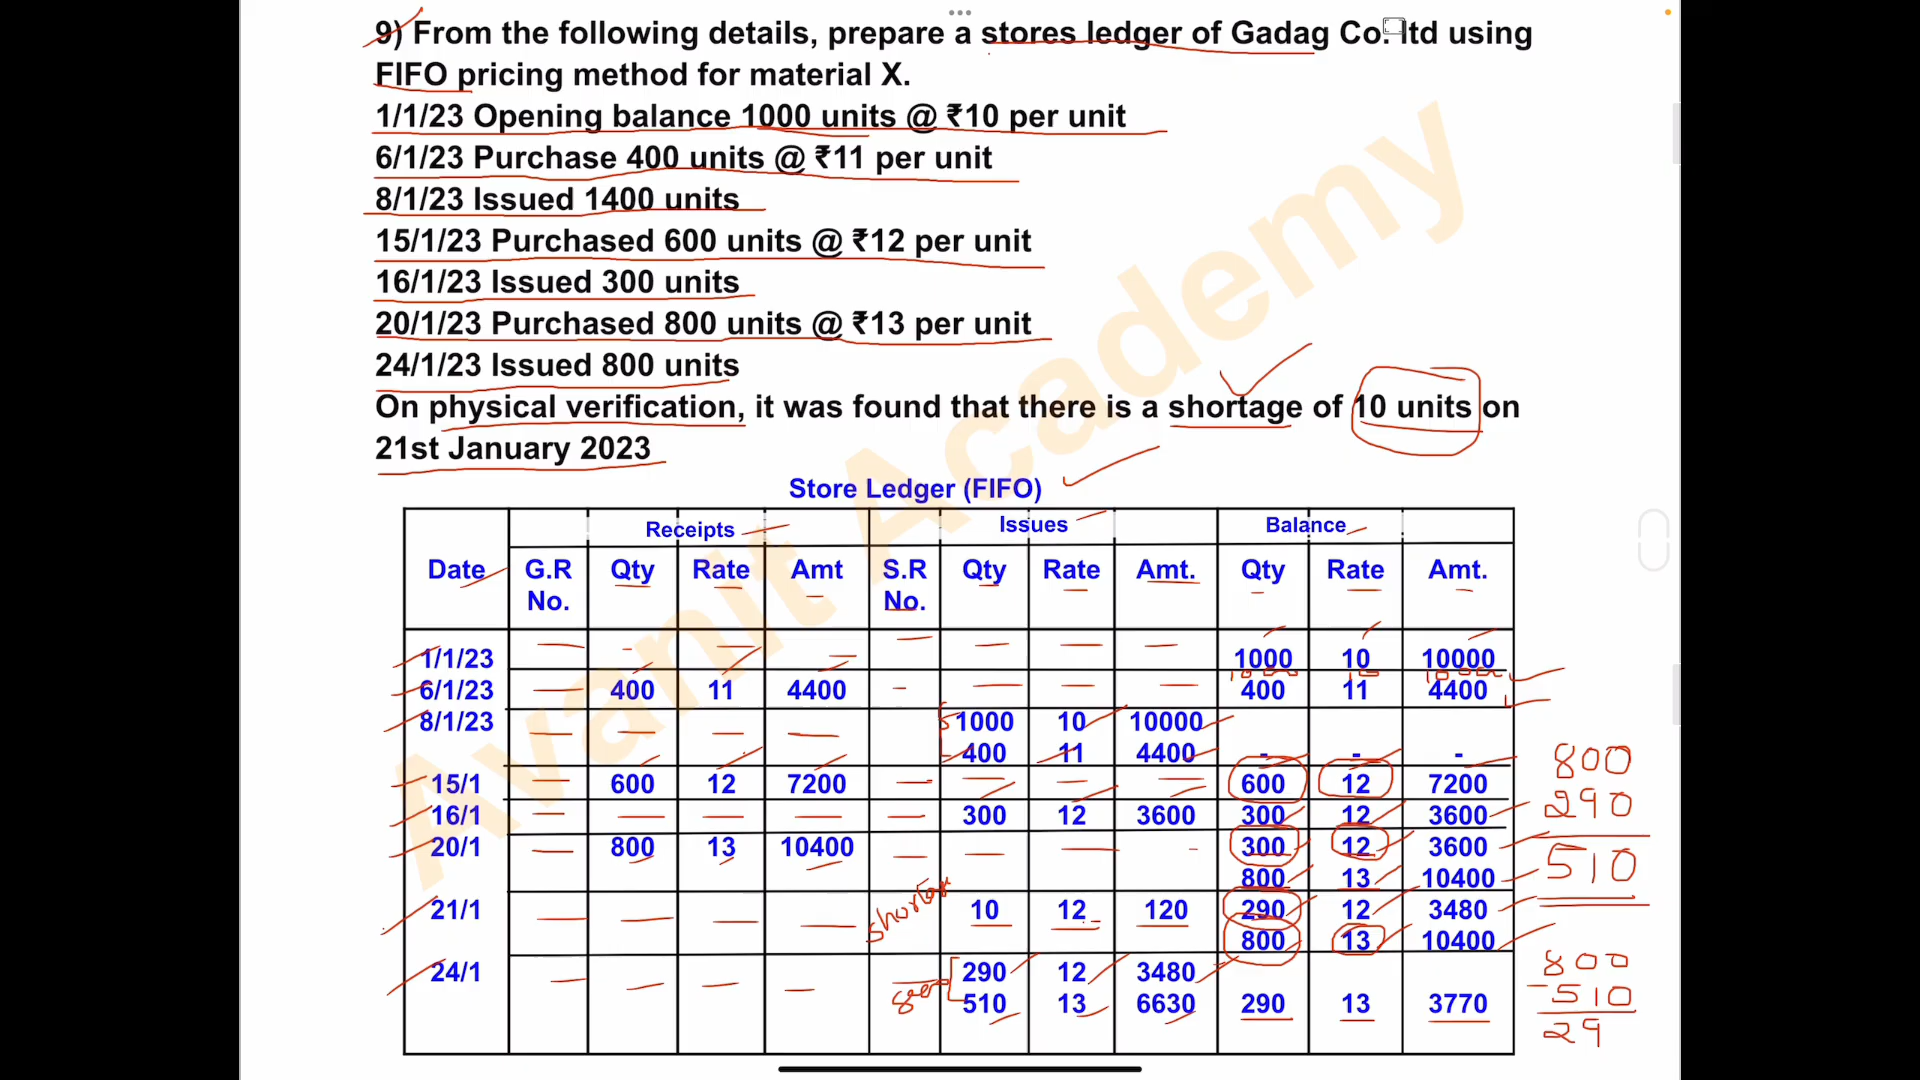 9) From the following details, prepare a stores ledger of Gadag Co. ltd using
FIFO pricing method for material X.
1/1/23 Opening balance 1000 units @ ₹10 per unit
6/1/23 Purchase 400 units @ ₹11 per unit
8/1/23 Issued 1400 units
15/1/23 Purchased 600 units @ ₹12 per unit
16/1/23 Issued 300 units
20/1/23 Purchased 800 units @ ₹13 per unit
24/1/23 Issued 800 units
On physical verification, it was found that there is a shortage of 10 units on
21st January 2023
Store Ledger (FIFO)
Receipts Issues Balance
Date G.R No. Qty Rate Amt S.R No. Qty Rate Amt. Qty Rate Amt.
1/1/23 — - — — — — — — 1000 10 10000
1000 10 10000
6/1/23 — 400 11 4400 - — — — 400 11 4400
8/1/23 — — — — 1000 10 10000
400 11 4400 - - -
15/1 — 600 12 7200 — — — — 600 12 7200
16/1 — — — — — 300 12 3600 300 12 3600
20/1 — 800 13 10400 — — — - 300 12 3600
800 13 10400
21/1 — — — — 10 12 120 290 12 3480
800 13 10400
24/1 — — — — — 290 12 3480
510 13 6630 290 13 3770
800
290
510
800
-510
29
Avanit Academy